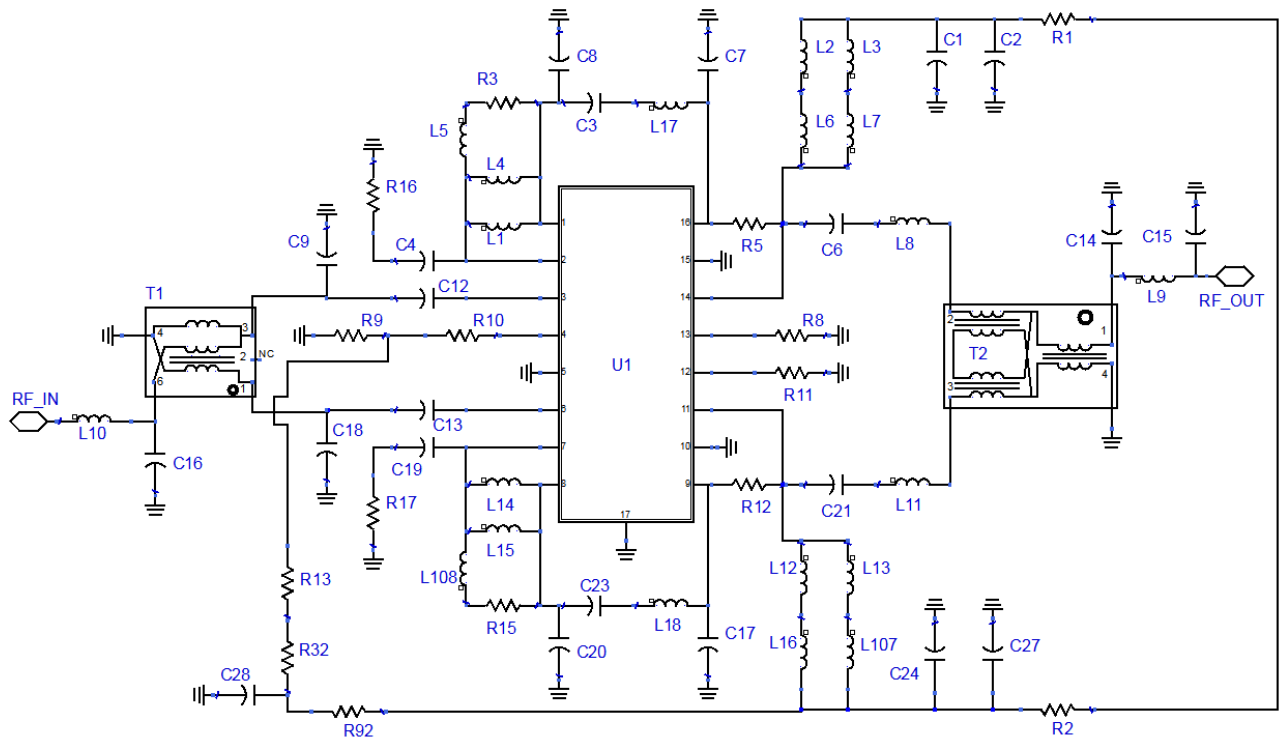 C8
C7
L2
L3
C1
C2
R1
R3
L5
C3
L17
L6
L7
L4
R16
C9
C4
L1
1
16
R5
C6
L8
C14
C15
2
15
T1
C12
3
14
L9
RF_OUT
4
3
R9
R10
4
13
R8
2
1
2
NC
U1
T2
6
1
5
12
R11
3
4
RF_IN
L10
C18
C13
6
11
C16
C19
7
10
R17
L14
8
9
R12
C21
L11
17
L15
L108
R13
C23
L12
L13
R15
L18
R32
C20
C17
L16
L107
C24
C27
C28
R92
R2